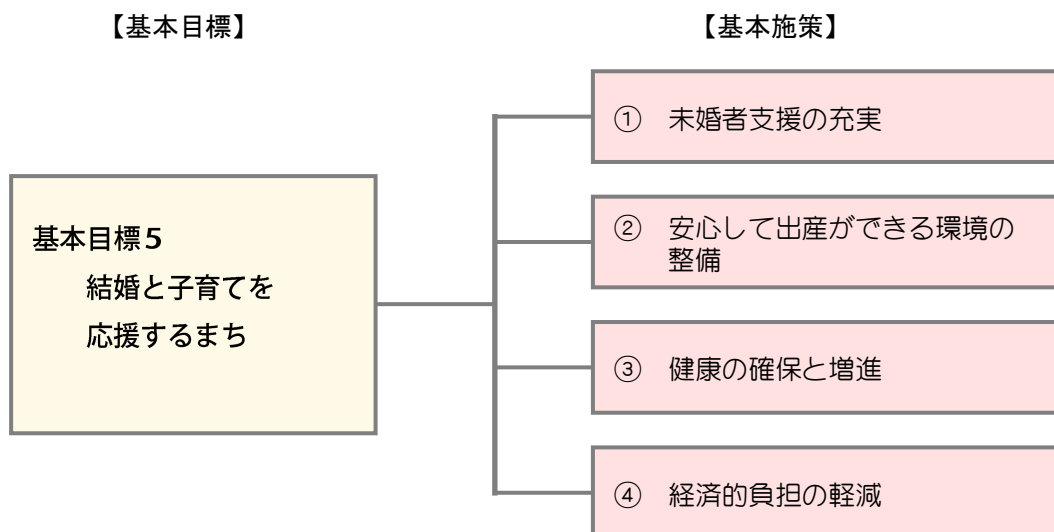 【基本目標】
【基本施策】
基本目標５
結婚と子育てを
応援するまち
① 未婚者支援の充実
② 安心して出産ができる環境の
整備
③ 健康の確保と増進
④ 経済的負担の軽減